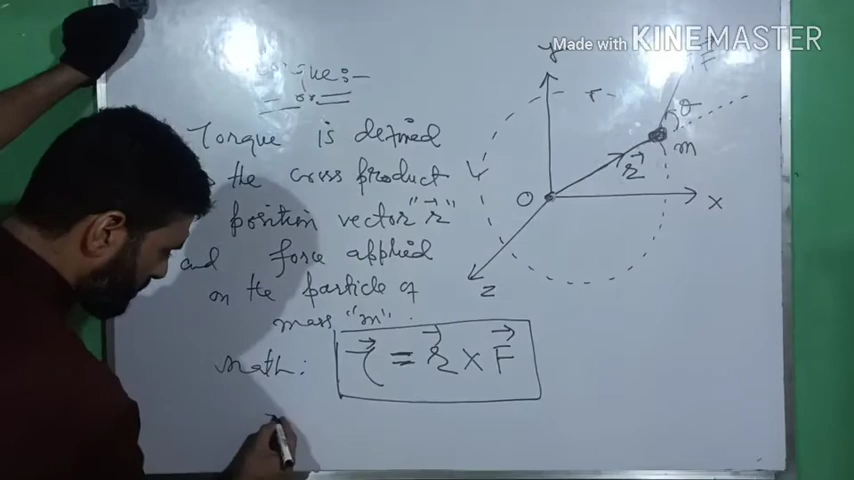 Made with KINEMASTER
Torque:-
Torque is defined
the cross product
position vector "r⃗"
and force applied
on the particle of
mass "m".
Math: τ⃗ = r⃗ × F⃗
y
F⃗
r
θ
m
r⃗
O
x
z